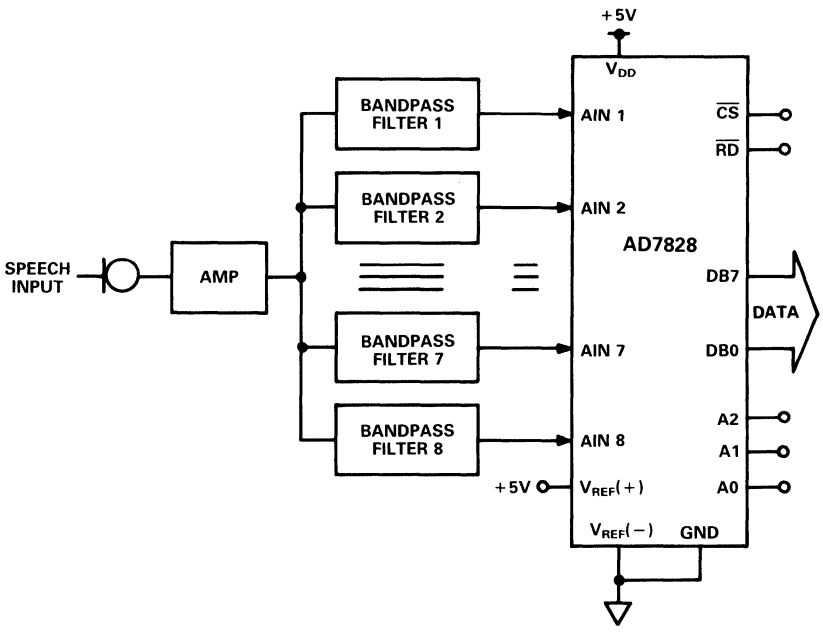 +5V
VDD
BANDPASS
FILTER 1
AIN 1
CS
RD
BANDPASS
FILTER 2
AIN 2
AD7828
SPEECH
INPUT
AMP
DB7
DATA
BANDPASS
FILTER 7
AIN 7
DB0
BANDPASS
FILTER 8
AIN 8
A2
A1
A0
+5V
VREF(+)
VREF(−)
GND